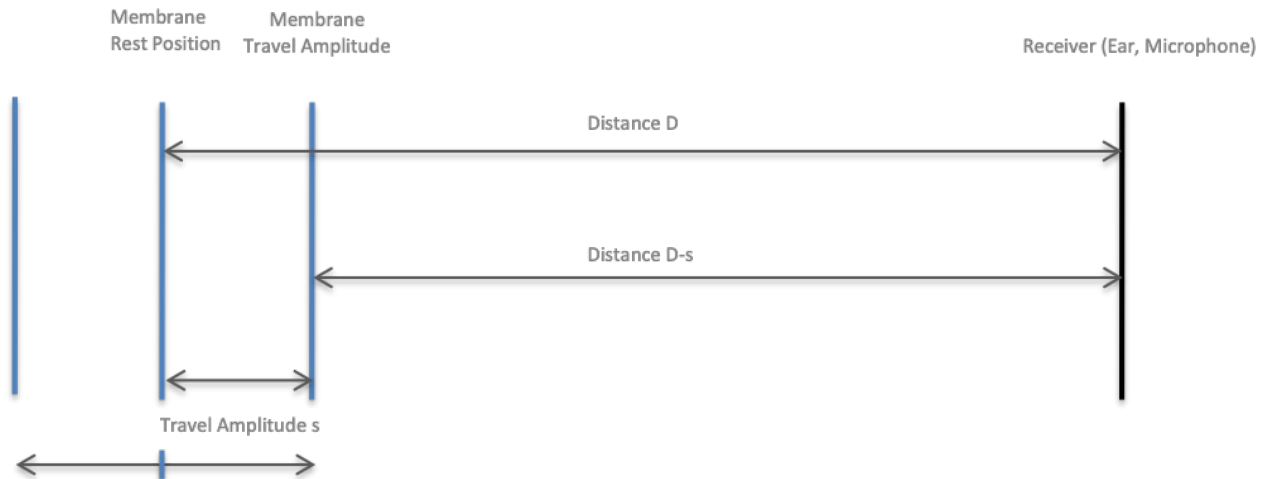 Membrane
Rest Position
Membrane
Travel Amplitude
Receiver (Ear, Microphone)
Distance D
Distance D-s
Travel Amplitude s